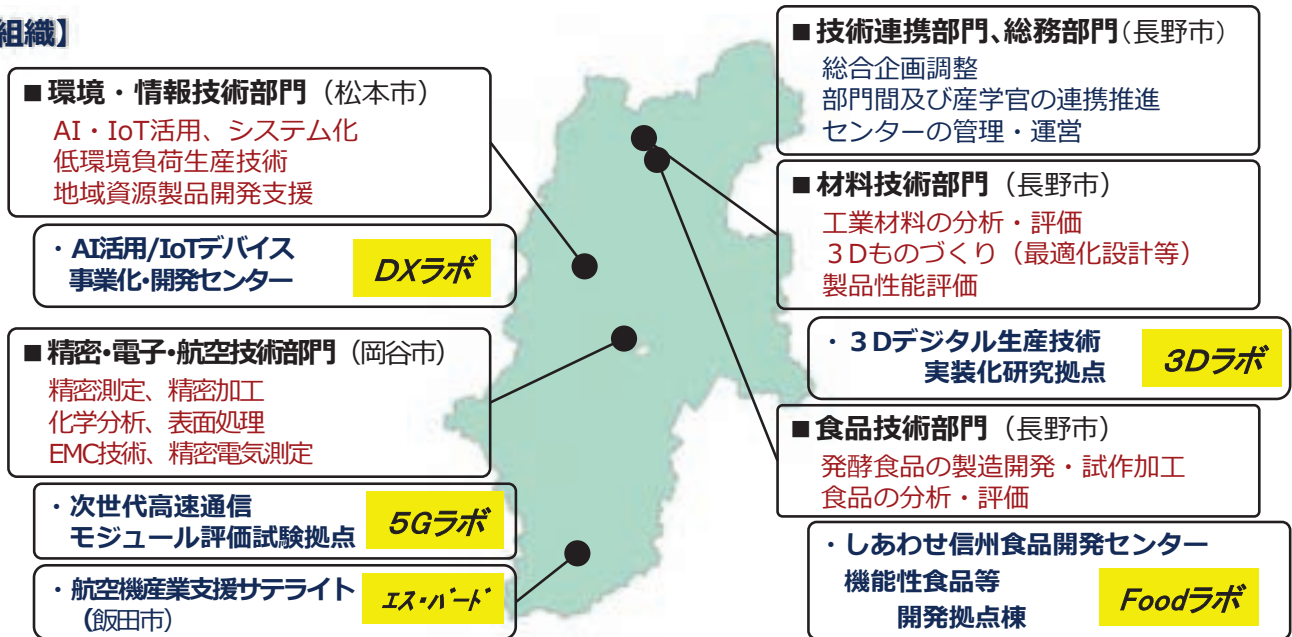 組織】
■環境・情報技術部門（松本市）
AI・IoT活用、システム化
低環境負荷生産技術
地域資源製品開発支援
・AI活用/IoTデバイス
事業化・開発センター
DXラボ
■精密・電子・航空技術部門（岡谷市）
精密測定、精密加工
化学分析、表面処理
EMC技術、精密電気測定
・次世代高速通信
モジュール評価試験拠点
5Gラボ
・航空機産業支援サテライト
（飯田市）
エス・バード
■技術連携部門、総務部門（長野市）
総合企画調整
部門間及び産学官の連携推進
センターの管理・運営
■材料技術部門（長野市）
工業材料の分析・評価
３Dものづくり（最適化設計等）
製品性能評価
・３Dデジタル生産技術
実装化研究拠点
3Dラボ
■食品技術部門（長野市）
発酵食品の製造開発・試作加工
食品の分析・評価
・しあわせ信州食品開発センター
機能性食品等
開発拠点棟
Foodラボ